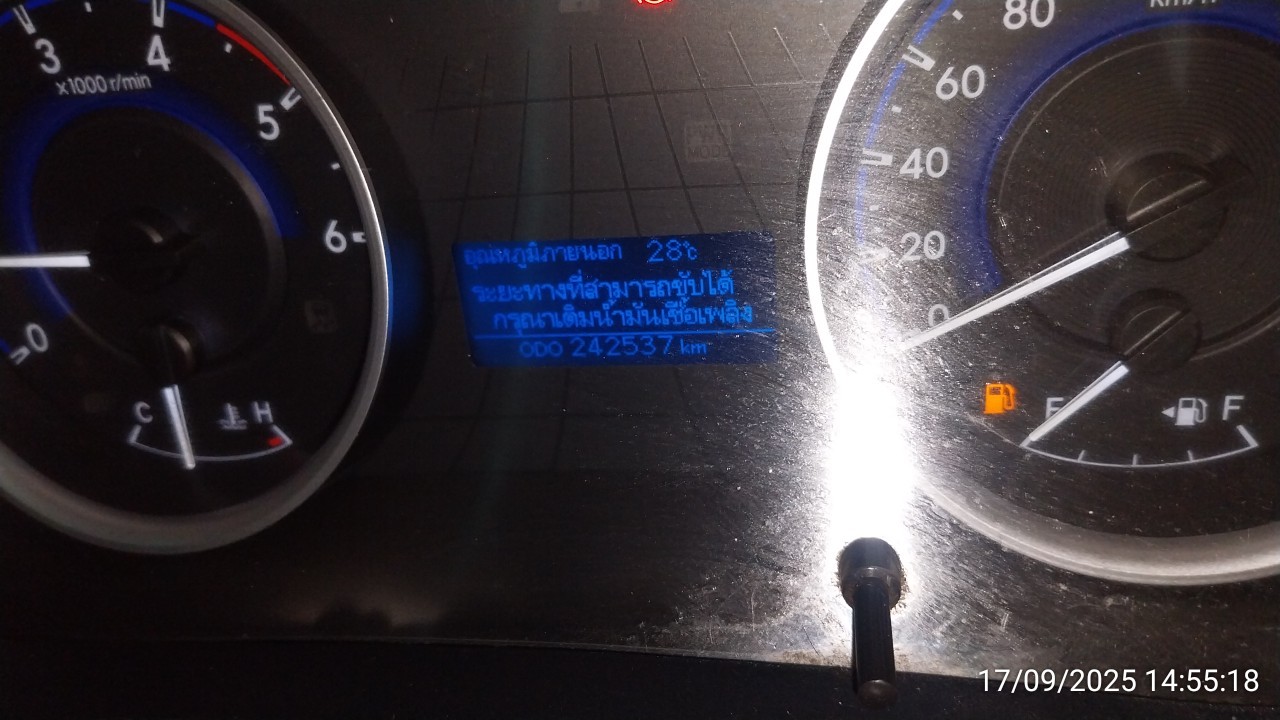 80
Km/h
3
4
60
x1000 r/min
5
40
6
20
อุณหภูมิภายนอก 28℃
ระยะทางที่สามารถขับได้
กรุณาเติมน้ำมันเชื้อเพลิง
0
0
ODO 242537 km
C
H
E
F
17/09/2025 14:55:18